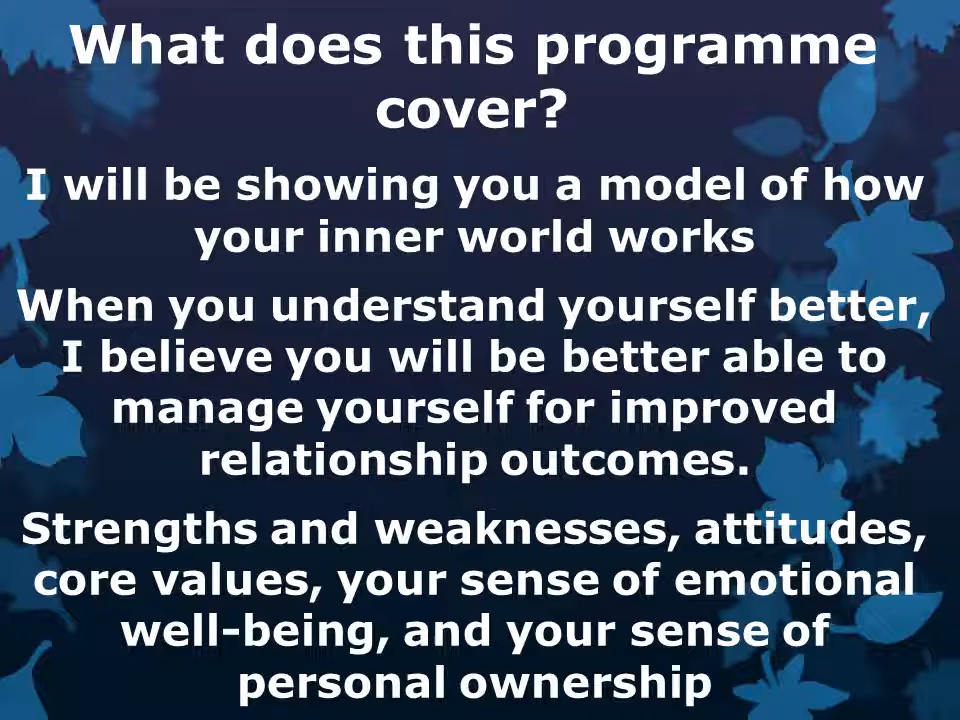 What does this programme
cover?
I will be showing you a model of how
your inner world works
When you understand yourself better,
I believe you will be better able to
manage yourself for improved
relationship outcomes.
Strengths and weaknesses, attitudes,
core values, your sense of emotional
well-being, and your sense of
personal ownership